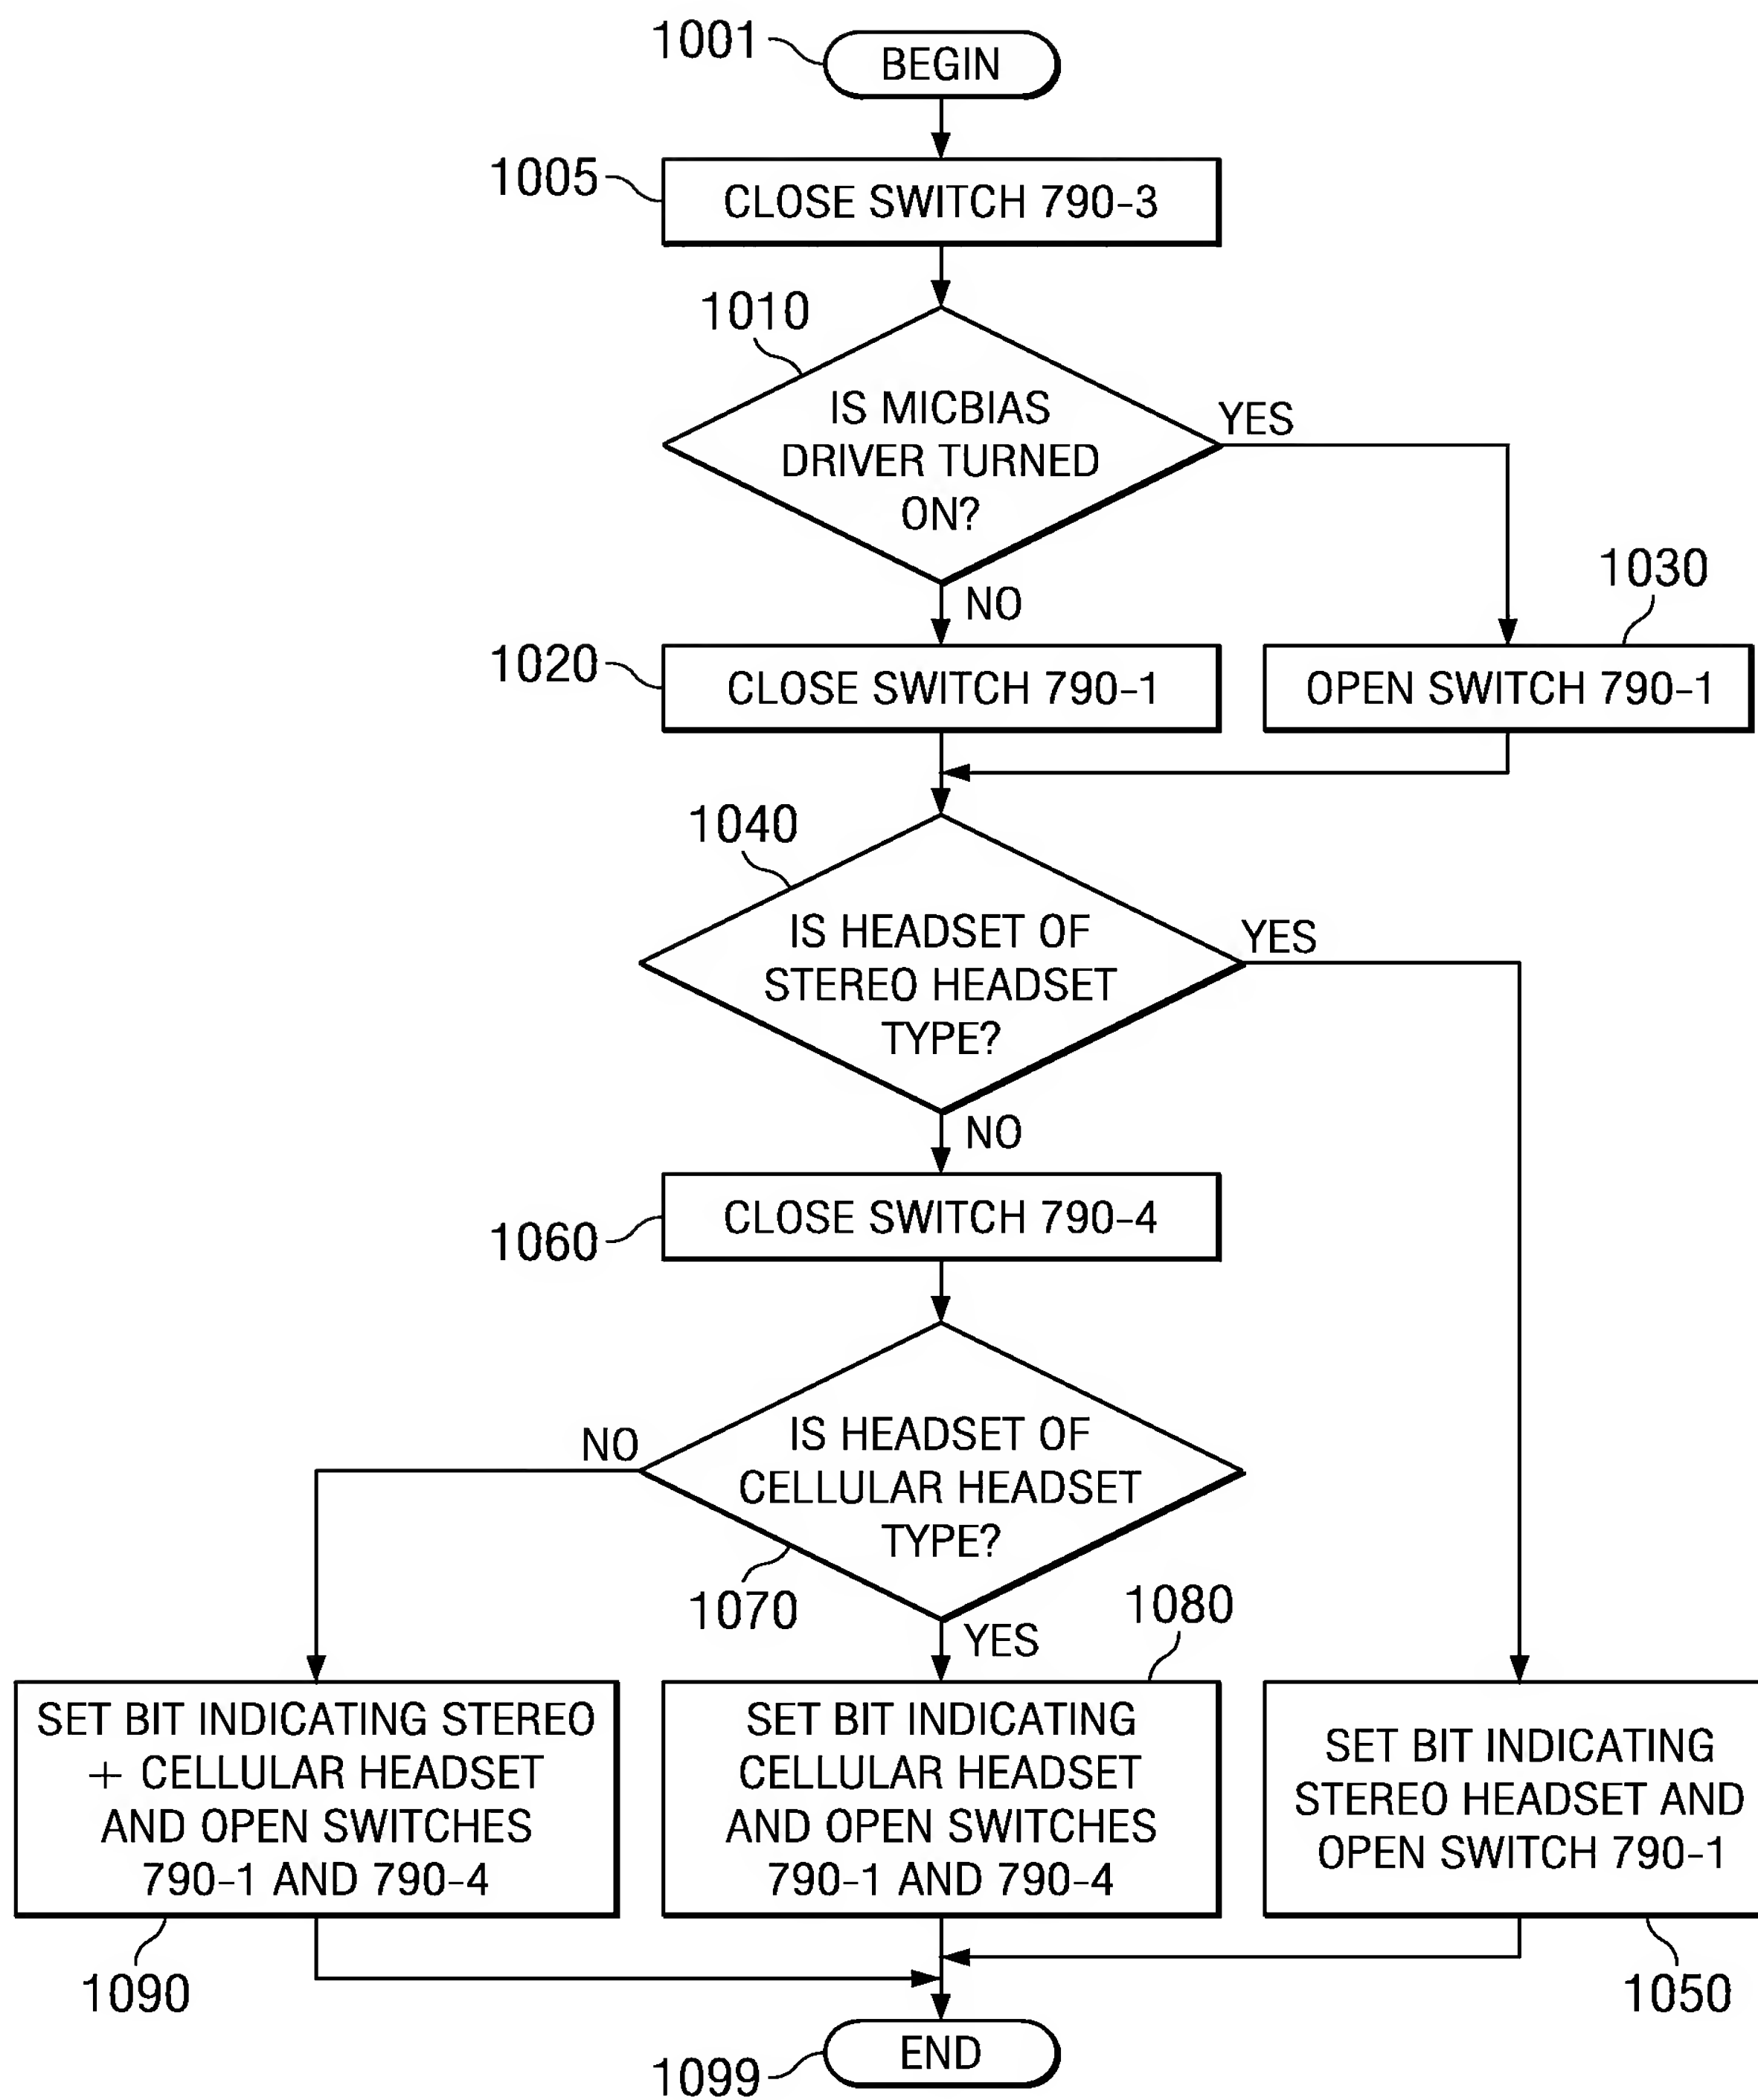 1001
BEGIN
1005
CLOSE SWITCH 790-3
1010
IS MICBIAS
DRIVER TURNED
ON?
YES
NO
1030
1020
CLOSE SWITCH 790-1
OPEN SWITCH 790-1
1040
IS HEADSET OF
STEREO HEADSET
TYPE?
YES
NO
1060
CLOSE SWITCH 790-4
IS HEADSET OF
CELLULAR HEADSET
TYPE?
NO
1070
YES
1080
SET BIT INDICATING STEREO
+ CELLULAR HEADSET
AND OPEN SWITCHES
790-1 AND 790-4
SET BIT INDICATING
CELLULAR HEADSET
AND OPEN SWITCHES
790-1 AND 790-4
SET BIT INDICATING
STEREO HEADSET AND
OPEN SWITCH 790-1
1090
1050
END
1099